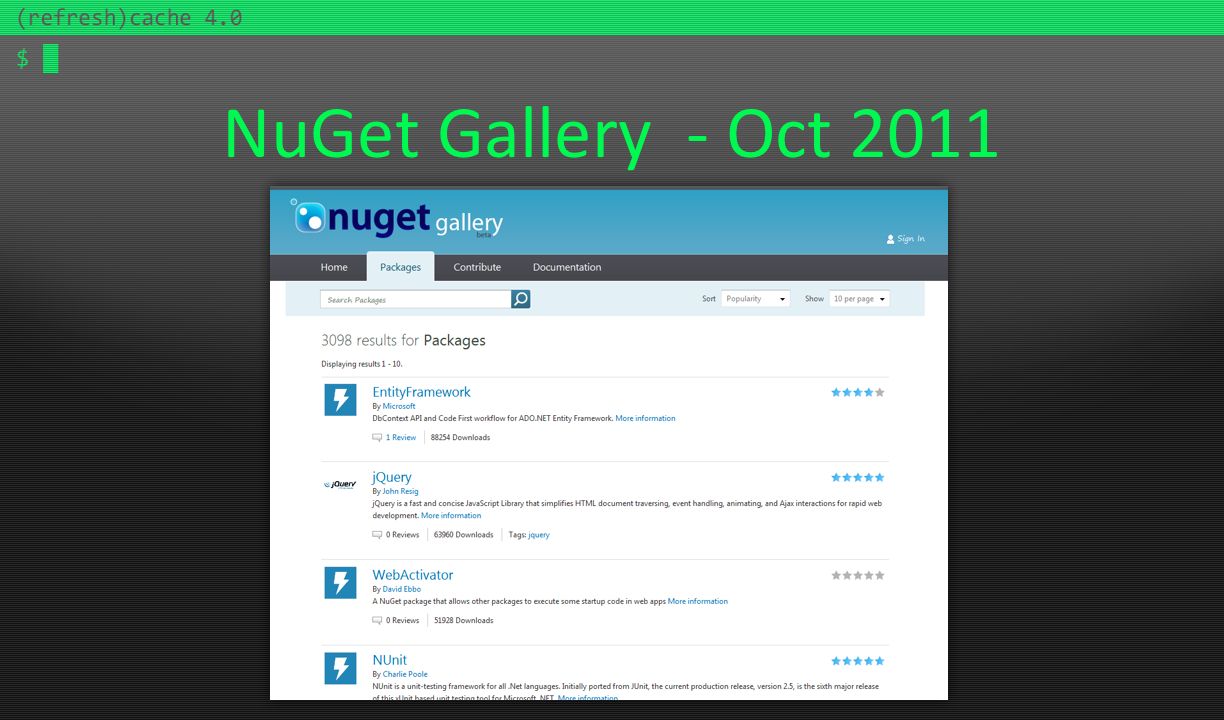 (refresh)cache 4.0
$
NuGet Gallery - Oct 2011
nuget gallery
beta
Sign In
Home Packages Contribute Documentation
Search Packages Sort Popularity Show 10 per page
3098 results for Packages
Displaying results 1 - 10.
EntityFramework
By Microsoft
DbContext API and Code First workflow for ADO.NET Entity Framework. More information
1 Review 88254 Downloads
jQuery
jQuery
By John Resig
jQuery is a fast and concise JavaScript Library that simplifies HTML document traversing, event handling, animating, and Ajax interactions for rapid web
development. More information
0 Reviews 63960 Downloads Tags: jquery
WebActivator
By David Ebbo
A NuGet package that allows other packages to execute some startup code in web apps More information
0 Reviews 51928 Downloads
NUnit
By Charlie Poole
NUnit is a unit-testing framework for all .Net languages. Initially ported from JUnit, the current production release, version 2.5, is the sixth major release
of this xUnit based unit testing tool for Microsoft .NET. More information